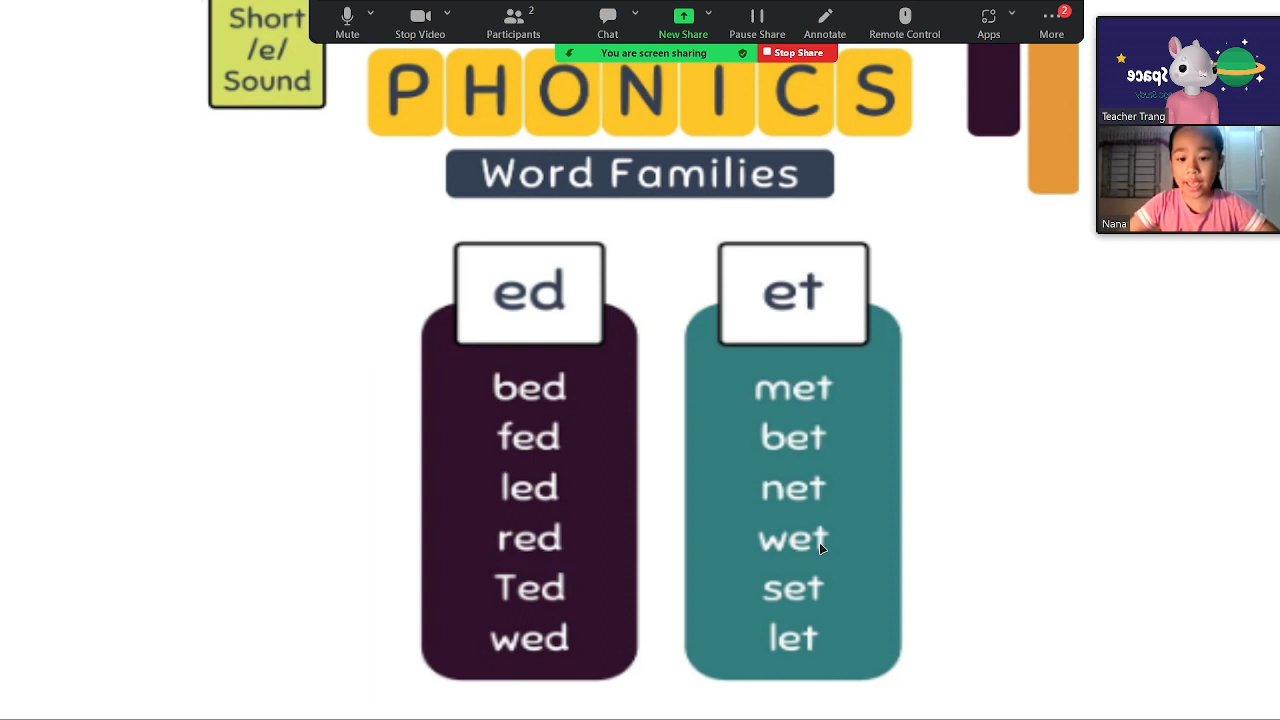 Short
/e/
Sound
Mute
Stop Video
Participants
2
Chat
New Share
Pause Share
Annotate
Remote Control
Apps
More
2
You are screen sharing
Stop Share
PHONICS
Word Families
ed
bed
fed
led
red
Ted
wed
et
met
bet
net
wet
set
let
Space
Teacher Trang
Nana